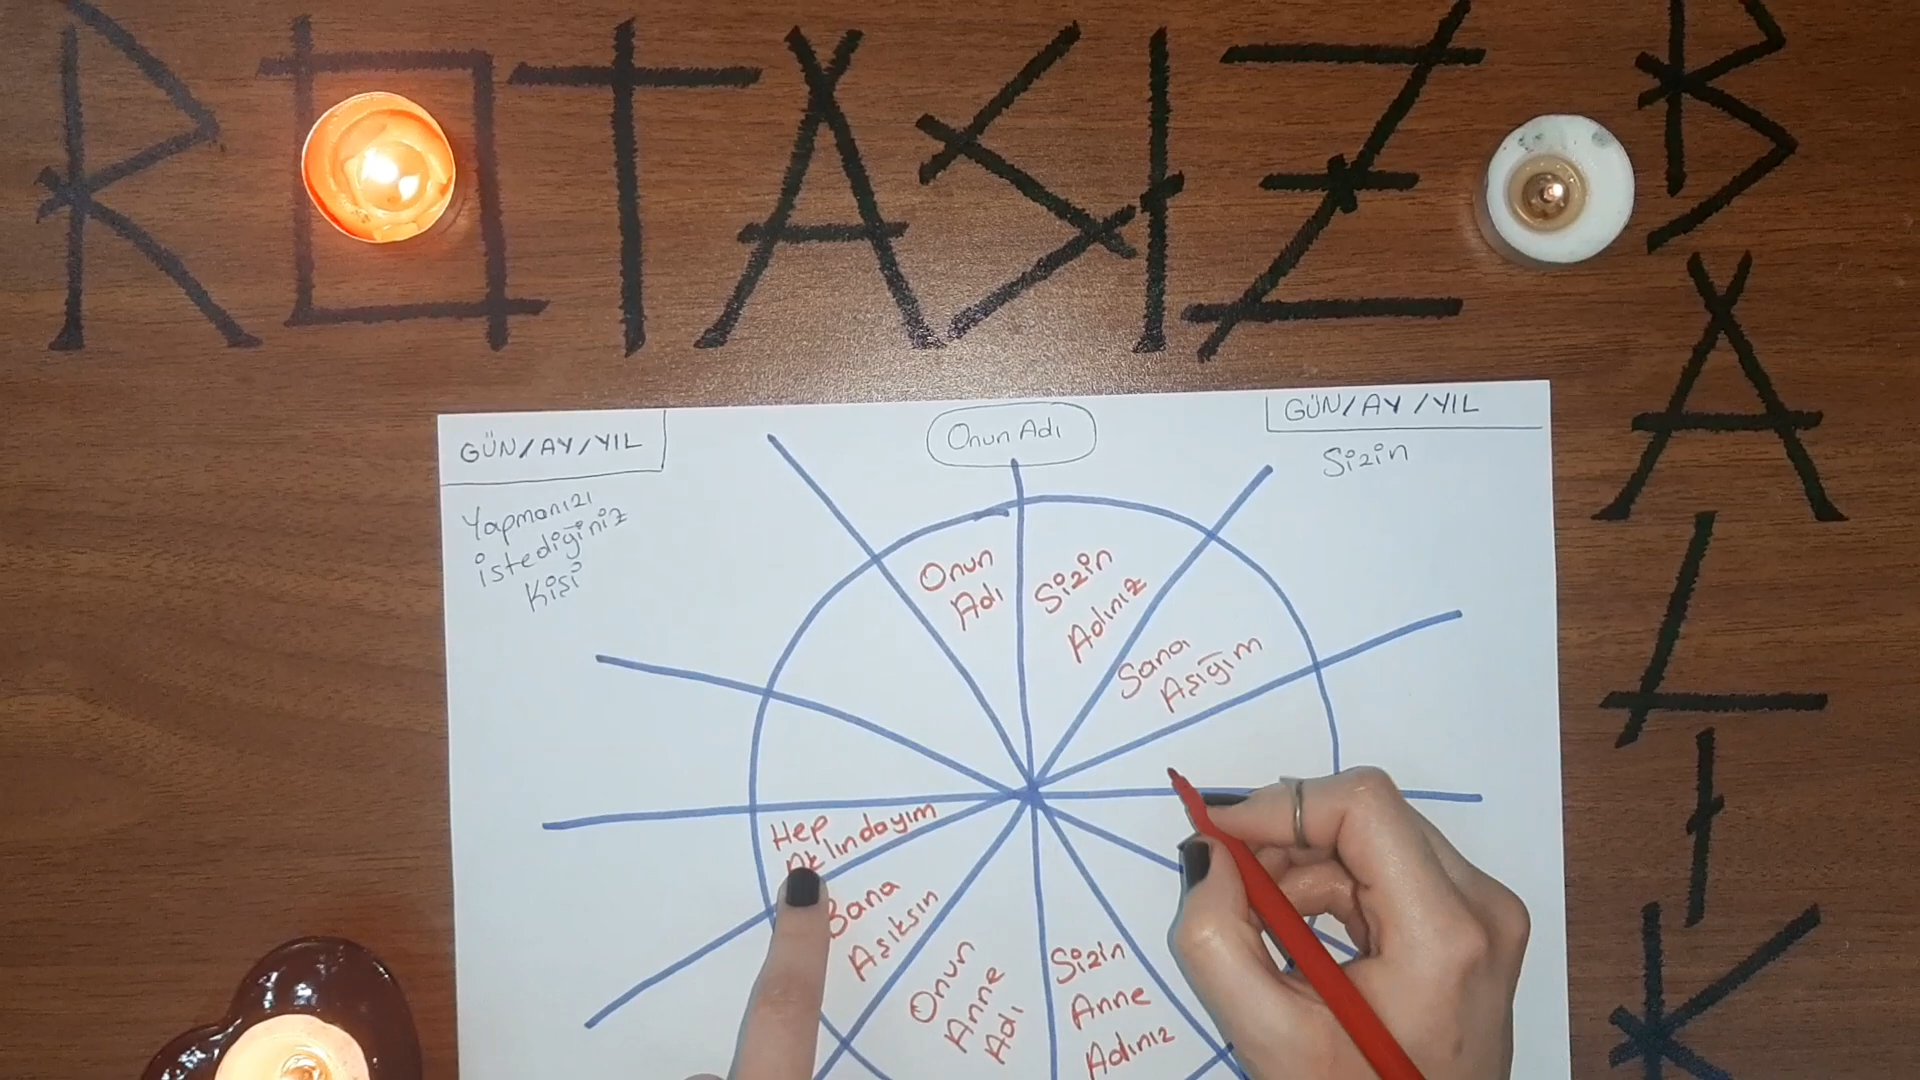 ROTASIZ
BALIK
GÜN/AY/YIL
Onun Adı
GÜN/AY/YIL
Yapmanızı
istediğiniz
Kişi
Sizin
Onun
Adı
Sizin
Adınız
Sana
Aşığım
Hep
Aklındayım
Bana
Aşıksın
Onun
Anne
Adı
Sizin
Anne
Adınız